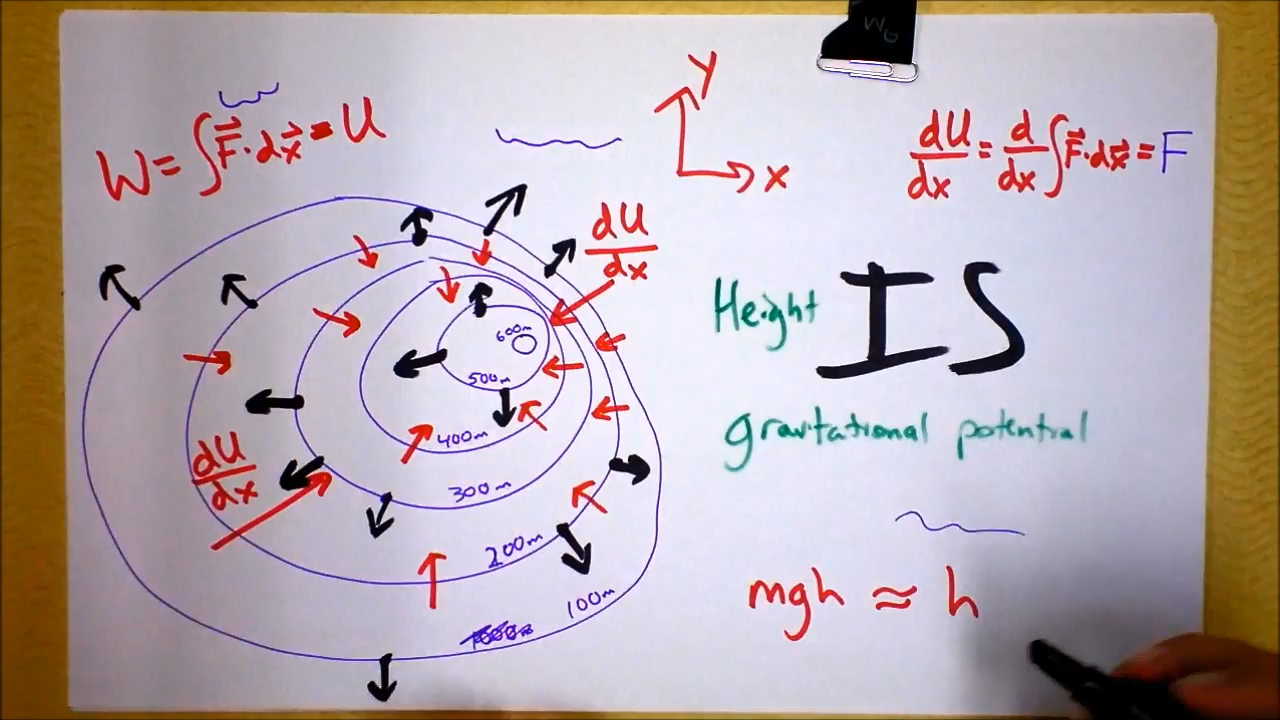 W = ∫F⃗·dx⃗ = U
Y
x
dU/dx = d/dx ∫F⃗·dx⃗ = F
dU/dx
Height IS
gravitational potential
600m
500m
400m
300m
200m
100m
dU/dx
mgh ≈ h